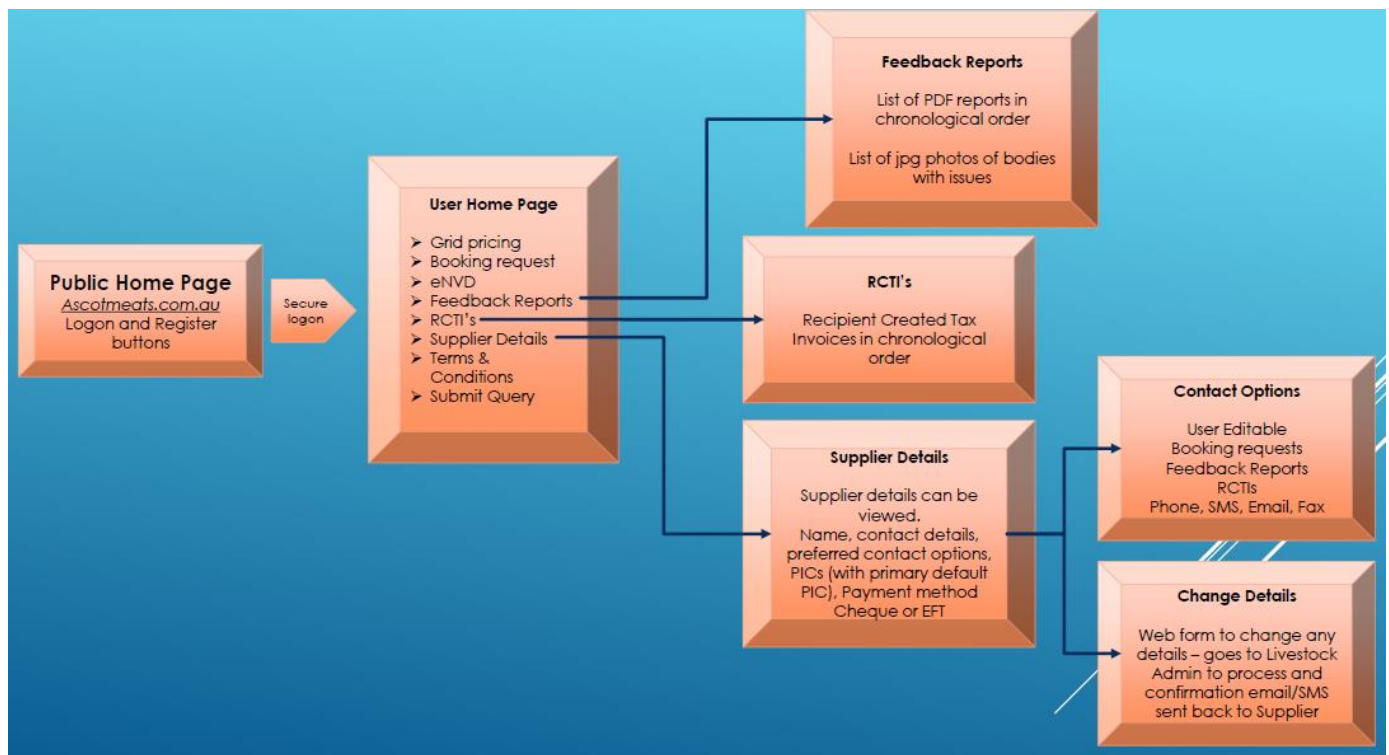 Public Home Page
Ascotmeats.com.au
Logon and Register
buttons
Secure
logon
User Home Page
➢ Grid pricing
➢ Booking request
➢ eNVD
➢ Feedback Reports
➢ RCTI’s
➢ Supplier Details
➢ Terms &
Conditions
➢ Submit Query
Feedback Reports
List of PDF reports in
chronological order
List of jpg photos of bodies
with issues
RCTI’s
Recipient Created Tax
Invoices in chronological
order
Supplier Details
Supplier details can be
viewed.
Name, contact details,
preferred contact options,
PICs (with primary default
PIC), Payment method
Cheque or EFT
Contact Options
User Editable
Booking requests
Feedback Reports
RCTIs
Phone, SMS, Email, Fax
Change Details
Web form to change any
details – goes to Livestock
Admin to process and
confirmation email/SMS
sent back to Supplier